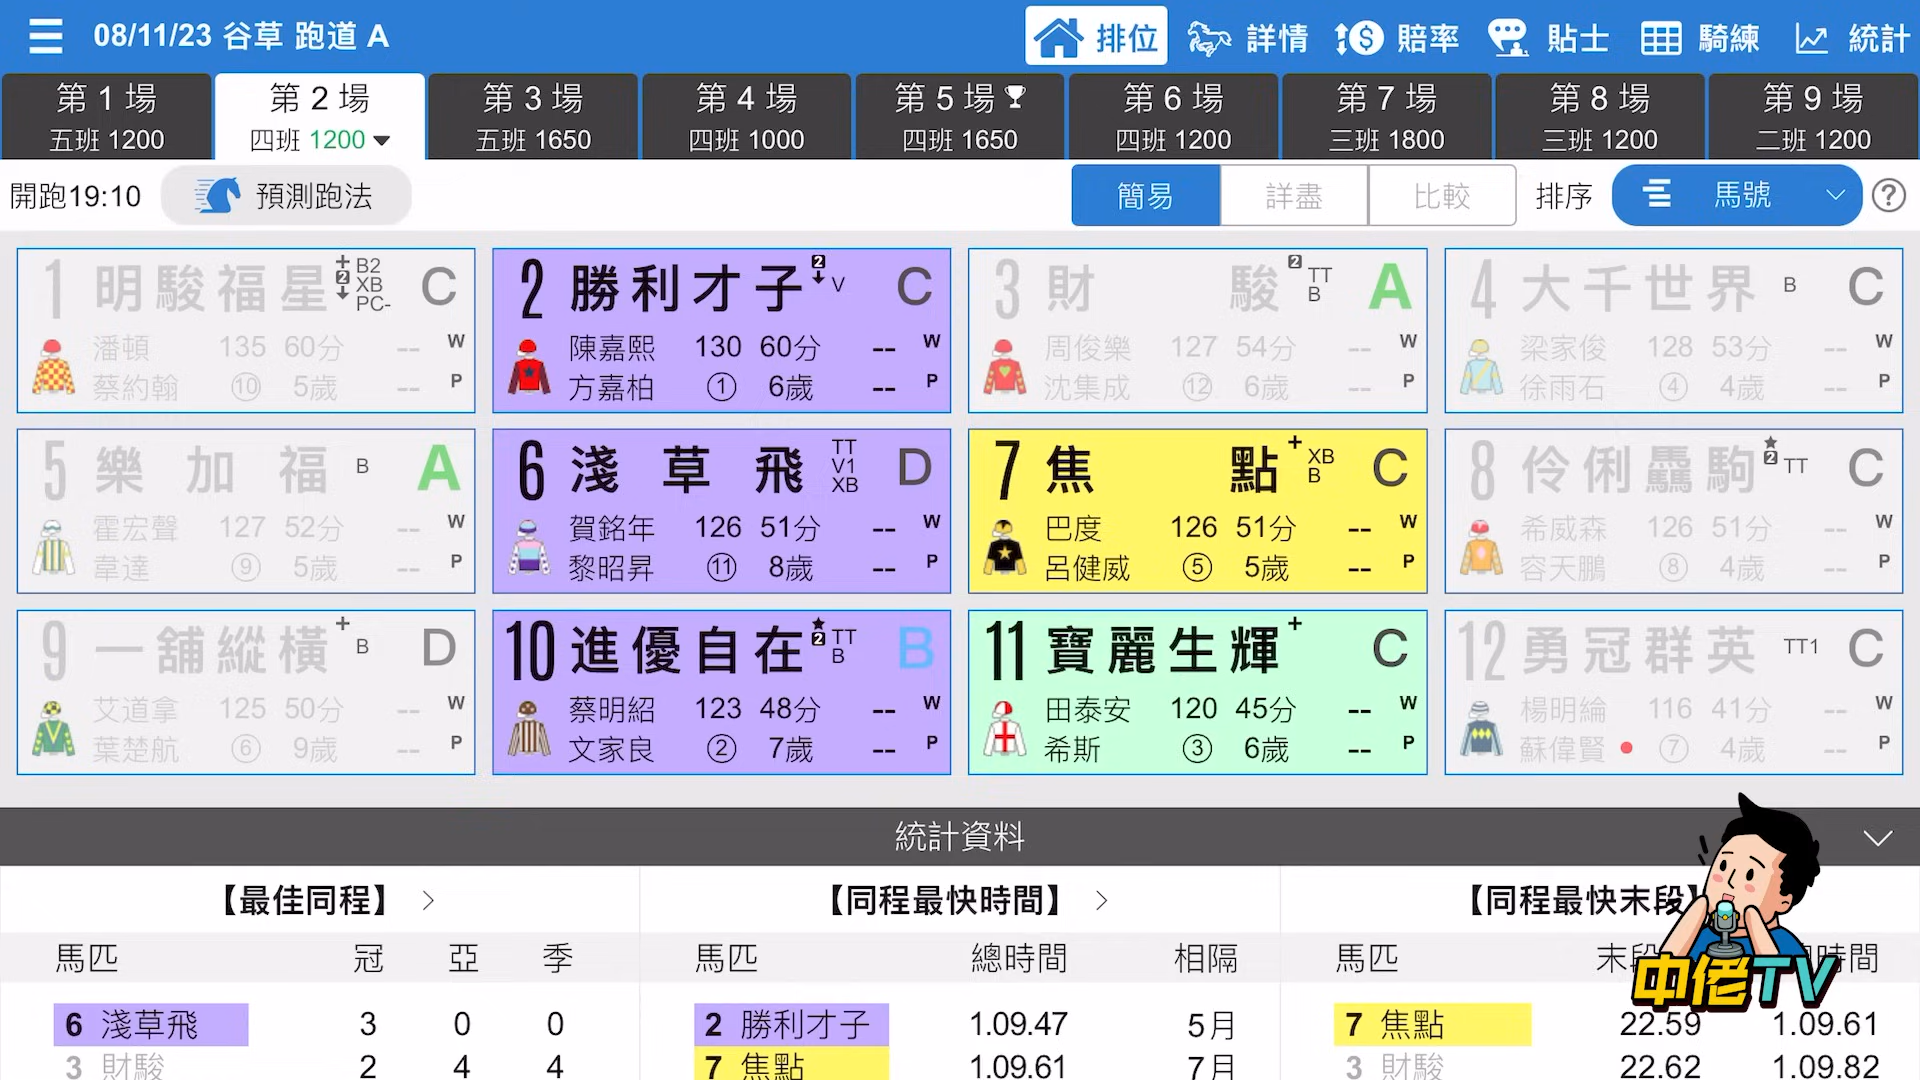 08/11/23 谷草 跑道 A
排位 詳情 賠率 貼士 騎練 統計
第 1 場 第 2 場 第 3 場 第 4 場 第 5 場 第 6 場 第 7 場 第 8 場 第 9 場
五班 1200 四班 1200 五班 1650 四班 1000 四班 1650 四班 1200 三班 1800 三班 1200 二班 1200
開跑19:10 預測跑法 簡易 詳盡 比較 排序 馬號 ?
1 明駿福星 + 2 B2 XB PC- C
潘頓 135 60分 -- W
蔡約翰 10 5歲 -- P
2 勝利才子 2 V C
陳嘉熙 130 60分 -- W
方嘉柏 1 6歲 -- P
3 財駿 2 TT B A
周俊樂 127 54分 -- W
沈集成 12 6歲 -- P
4 大千世界 B C
梁家俊 128 53分 -- W
徐雨石 4 4歲 -- P
5 樂加福 B A
霍宏聲 127 52分 -- W
韋達 9 5歲 -- P
6 淺草飛 TT V1 XB D
賀銘年 126 51分 -- W
黎昭昇 11 8歲 -- P
7 焦點 + XB B C
巴度 126 51分 -- W
呂健威 5 5歲 -- P
8 伶俐驫駒 ★ 2 TT C
希威森 126 51分 -- W
容天鵬 8 4歲 -- P
9 一舖縱橫 + B D
艾道拿 125 50分 -- W
葉楚航 6 9歲 -- P
10 進優自在 ★ 2 TT B B
蔡明紹 123 48分 -- W
文家良 2 7歲 -- P
11 寶麗生輝 + C
田泰安 120 45分 -- W
希斯 3 6歲 -- P
12 勇冠群英 TT1 C
楊明綸 116 41分 -- W
蘇偉賢 7 4歲 -- P
統計資料
【最佳同程】 【同程最快時間】 【同程最快末段】
馬匹 冠 亞 季 馬匹 總時間 相隔 馬匹 末段 時間
6 淺草飛 3 0 0 2 勝利才子 1.09.47 5月 7 焦點 22.59 1.09.61
3 財駿 2 4 4 7 焦點 1.09.61 7月 3 財駿 22.62 1.09.82
中佬TV